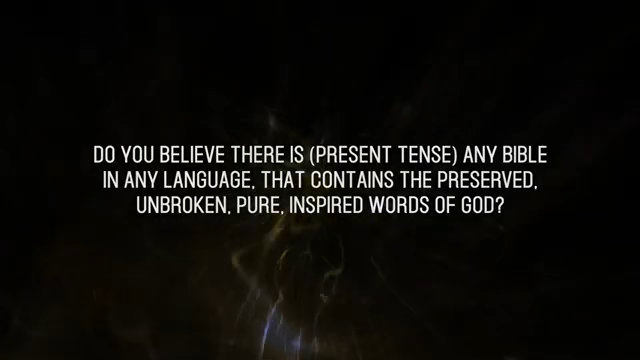 DO YOU BELIEVE THERE IS (PRESENT TENSE) ANY BIBLE
IN ANY LANGUAGE, THAT CONTAINS THE PRESERVED,
UNBROKEN, PURE, INSPIRED WORDS OF GOD?